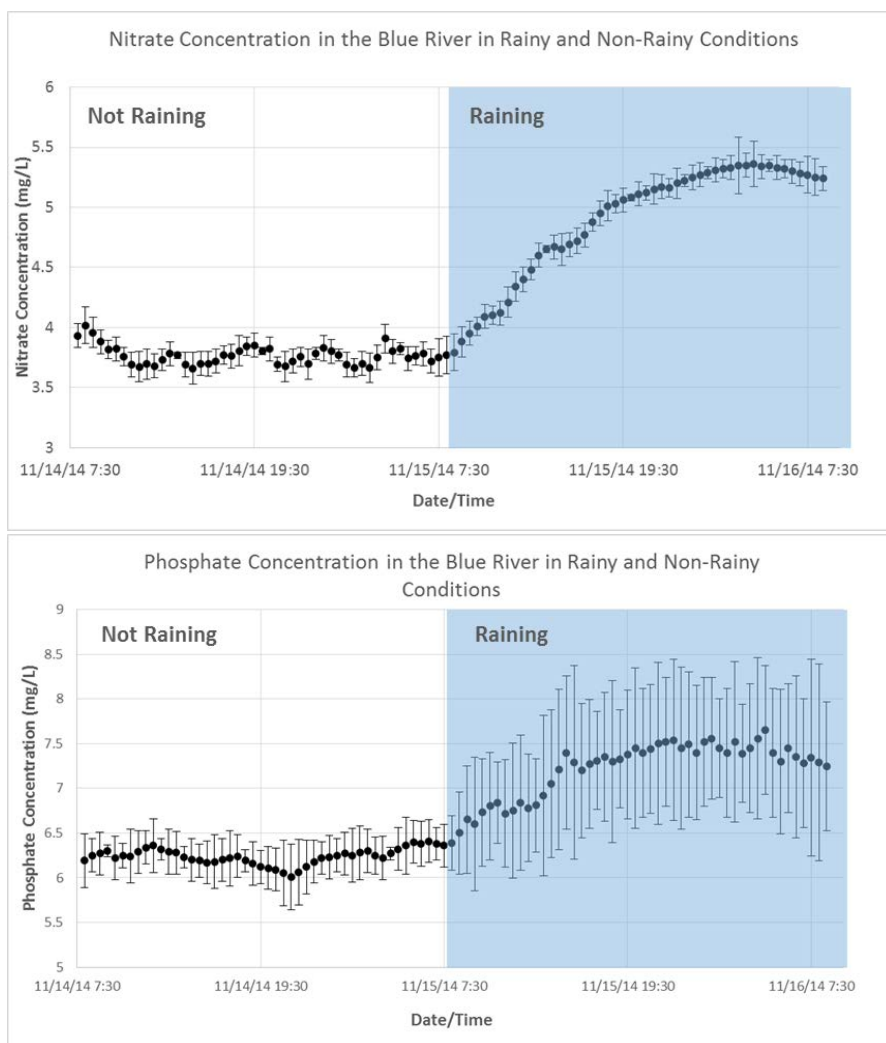 Nitrate Concentration in the Blue River in Rainy and Non-Rainy Conditions
6
Not Raining
Raining
5.5
5
4.5
4
3.5
3
Nitrate Concentration (mg/L)
11/14/14 7:30
11/14/14 19:30
11/15/14 7:30
11/15/14 19:30
11/16/14 7:30
Date/Time
Phosphate Concentration in the Blue River in Rainy and Non-Rainy
Conditions
9
Not Raining
Raining
8.5
8
7.5
7
6.5
6
5.5
5
Phosphate Concentration (mg/L)
11/14/14 7:30
11/14/14 19:30
11/15/14 7:30
11/15/14 19:30
11/16/14 7:30
Date/Time